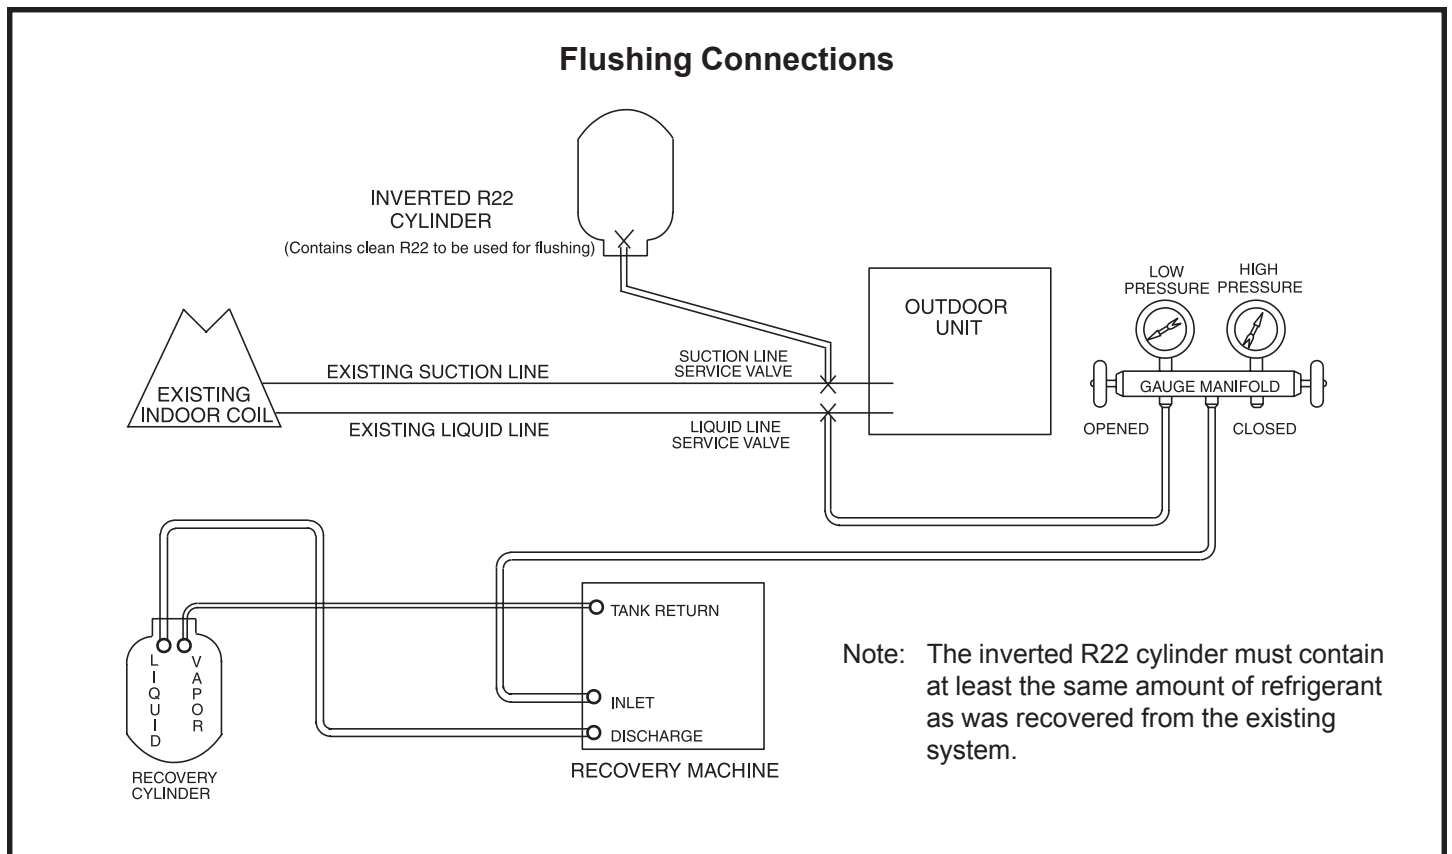 Flushing Connections
INVERTED R22
CYLINDER
(Contains clean R22 to be used for flushing)
LOW
PRESSURE
HIGH
PRESSURE
OUTDOOR
UNIT
SUCTION LINE
SERVICE VALVE
EXISTING SUCTION LINE
EXISTING
INDOOR COIL
GAUGE MANIFOLD
EXISTING LIQUID LINE
LIQUID LINE
SERVICE VALVE
OPENED
CLOSED
TANK RETURN
LIQUID
VAPOR
INLET
DISCHARGE
RECOVERY MACHINE
RECOVERY
CYLINDER
Note: The inverted R22 cylinder must contain
at least the same amount of refrigerant
as was recovered from the existing
system.